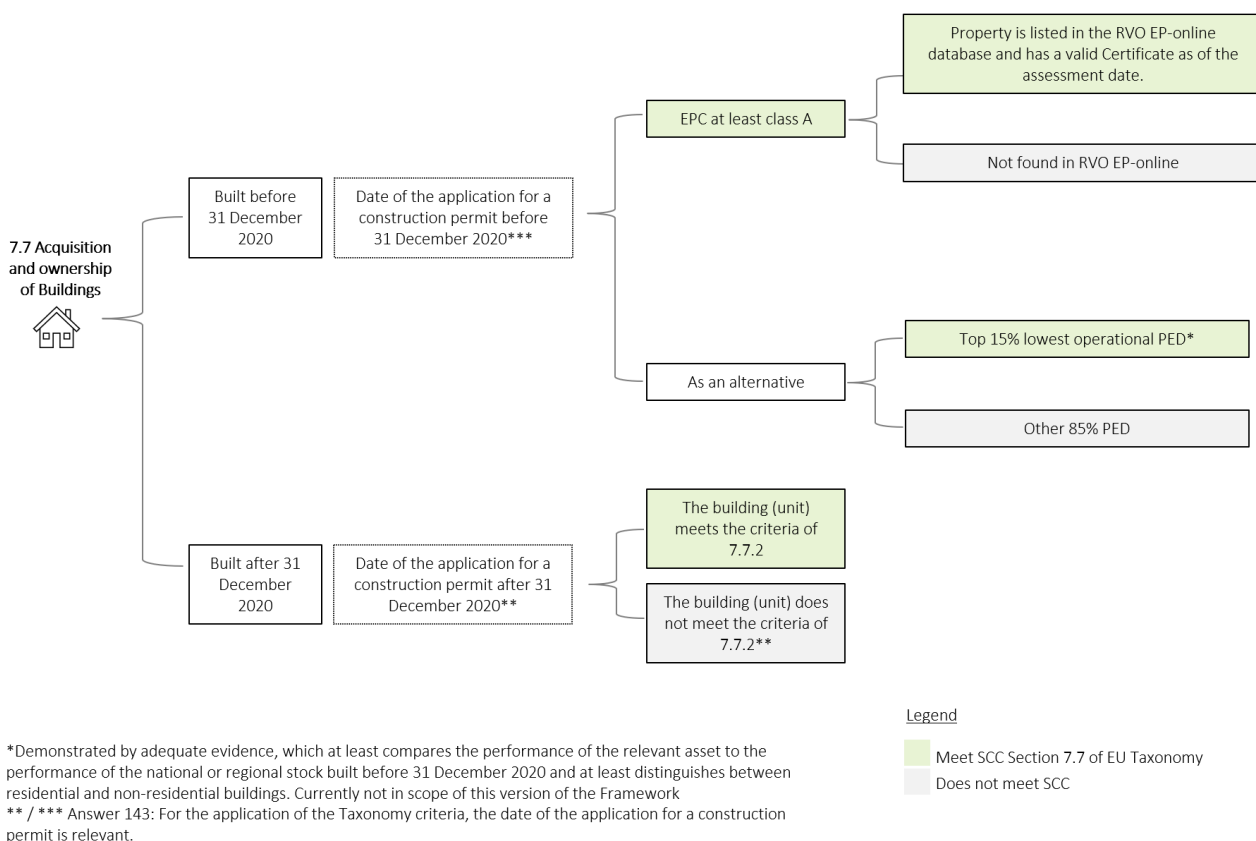 7.7 Acquisition
and ownership
of Buildings
Built before
31 December
2020
Date of the application for a
construction permit before
31 December 2020***
EPC at least class A
Property is listed in the RVO EP-online
database and has a valid Certificate as of the
assessment date.
Not found in RVO EP-online
As an alternative
Top 15% lowest operational PED*
Other 85% PED
Built after 31
December
2020
Date of the application for a
construction permit after 31
December 2020**
The building (unit)
meets the criteria of
7.7.2
The building (unit) does
not meet the criteria of
7.7.2**
Legend
Meet SCC Section 7.7 of EU Taxonomy
Does not meet SCC
*Demonstrated by adequate evidence, which at least compares the performance of the relevant asset to the
performance of the national or regional stock built before 31 December 2020 and at least distinguishes between
residential and non-residential buildings. Currently not in scope of this version of the Framework
** / *** Answer 143: For the application of the Taxonomy criteria, the date of the application for a construction
permit is relevant.